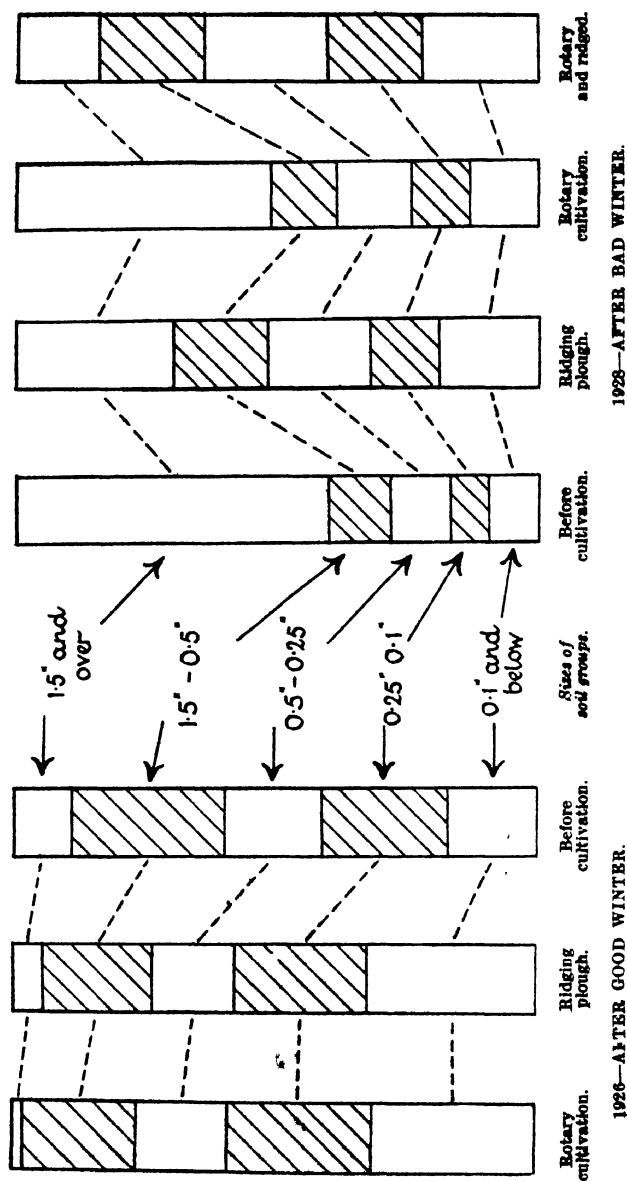 1·5" and
over
1·5" - 0·5"
0·5" - 0·25"
0·25" 0·1"
0·1" and
below
Rotary
cultivation.
Ridging
plough.
Before
cultivation.
Sizes of
soil groups.
Before
cultivation.
Ridging
plough.
Rotary
cultivation.
Rotary
and ridged.
1926—AFTER GOOD WINTER.
1928—AFTER BAD WINTER.